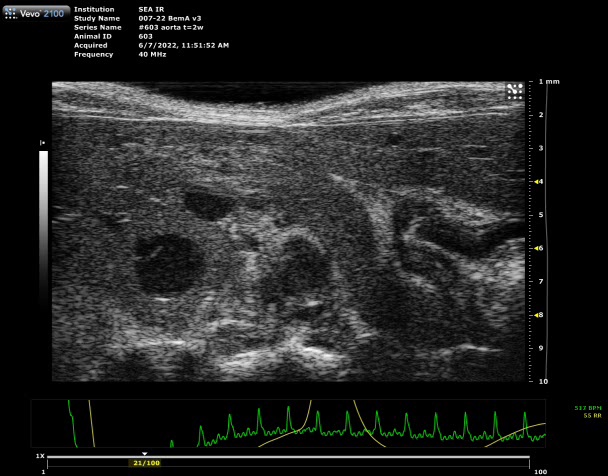 Vevo 2100
Institution SEA IR
Study Name 007-22 BemA v3
Series Name #603 aorta t=2w
Animal ID 603
Acquired 6/7/2022, 11:51:52 AM
Frequency 40 MHz
1 mm
2
3
4
5
6
7
8
9
10
BPM
55 RR
1X
21/100
1
100